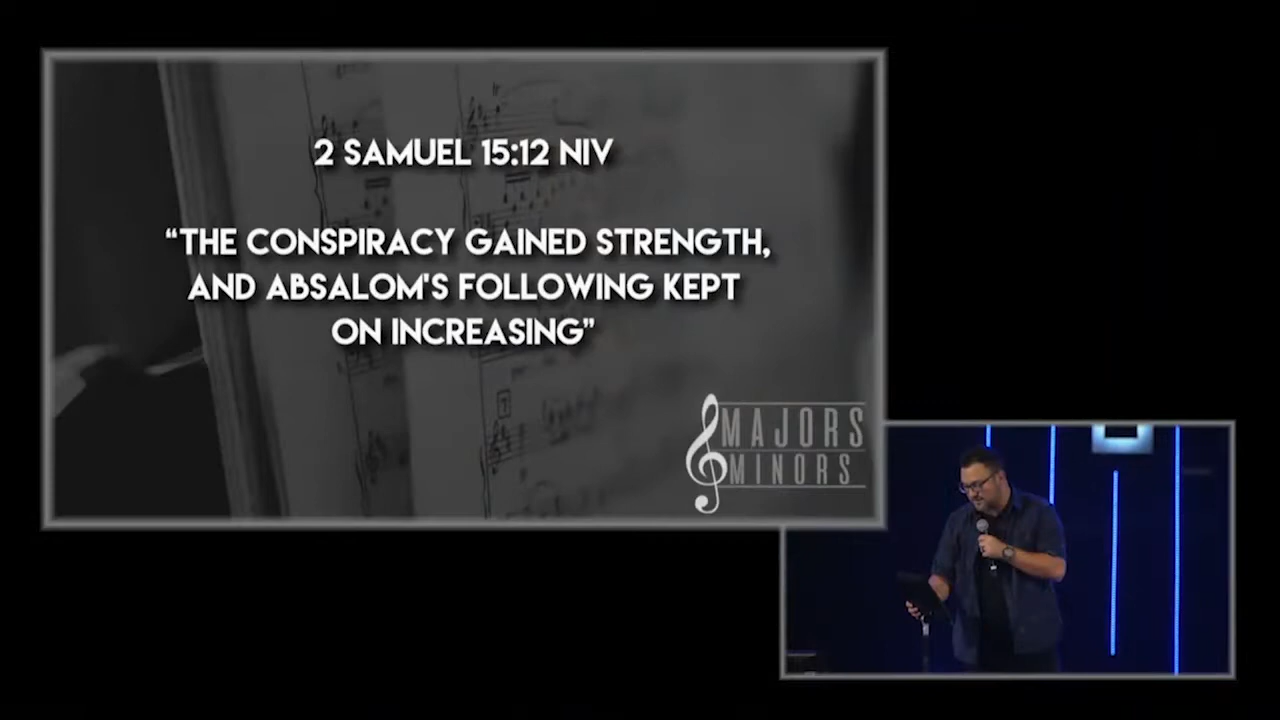 2 SAMUEL 15:12 NIV
“THE CONSPIRACY GAINED STRENGTH,
AND ABSALOM'S FOLLOWING KEPT
ON INCREASING”
MAJORS
MINORS